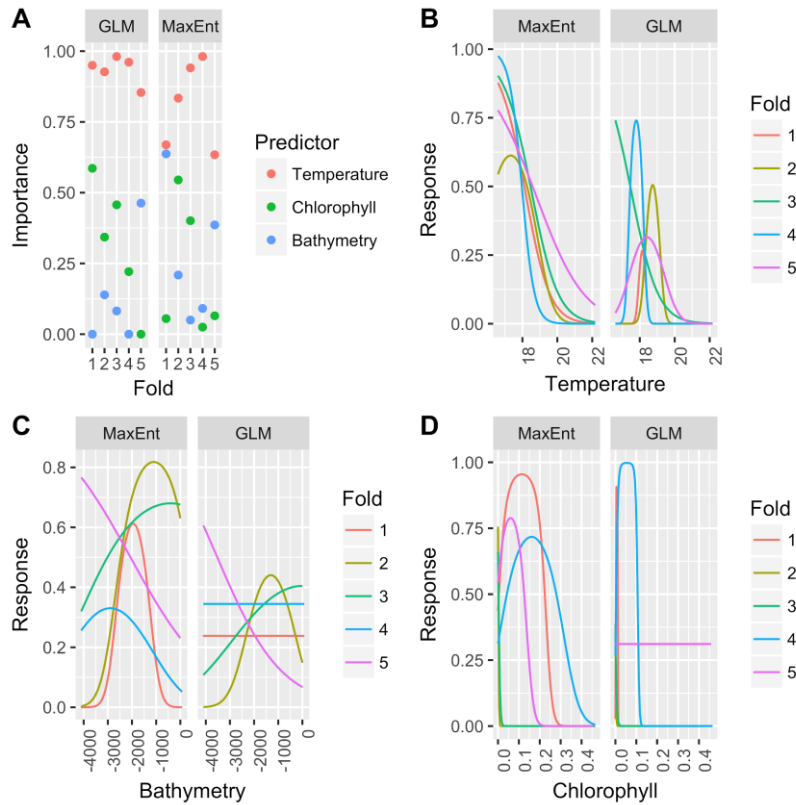 A
GLM
MaxEnt
1.00
0.75
0.50
0.25
0.00
Importance
1 2 3 4 5
1 2 3 4 5
Fold
Predictor
Temperature
Chlorophyll
Bathymetry
B
MaxEnt
GLM
1.00
0.75
0.50
0.25
0.00
Response
18 20 22
18 20 22
Temperature
Fold
1
2
3
4
5
C
MaxEnt
GLM
0.8
0.6
0.4
0.2
0.0
Response
-4000 -3000 -2000 -1000 0
-4000 -3000 -2000 -1000 0
Bathymetry
Fold
1
2
3
4
5
D
MaxEnt
GLM
1.00
0.75
0.50
0.25
0.00
Response
0.0 0.1 0.2 0.3 0.4
0.0 0.1 0.2 0.3 0.4
Chlorophyll
Fold
1
2
3
4
5